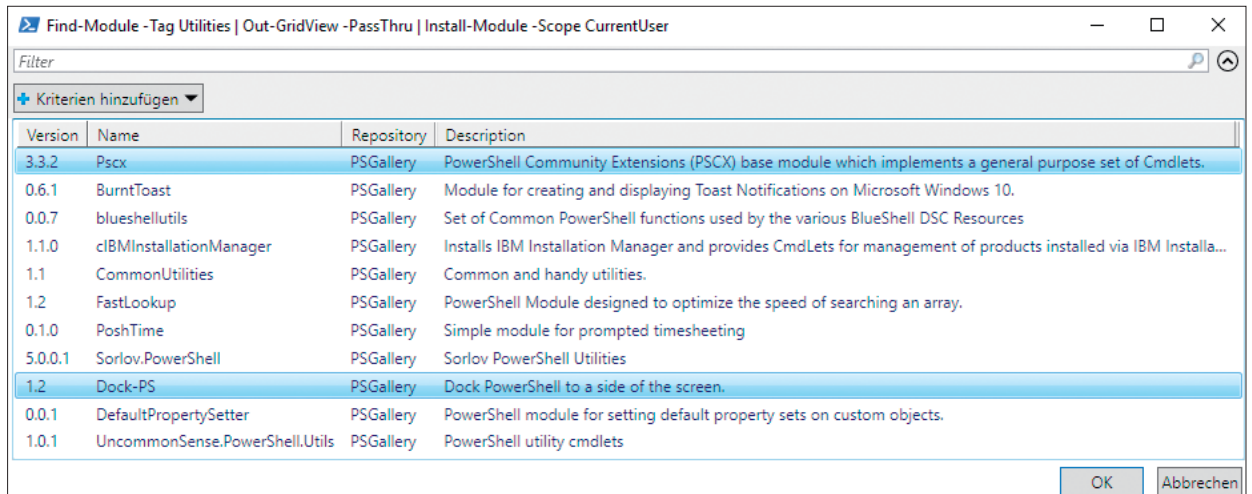 Find-Module -Tag Utilities | Out-GridView -PassThru | Install-Module -Scope CurrentUser
Filter
Kriterien hinzufügen
Version Name Repository Description
3.3.2 Pscx PSGallery PowerShell Community Extensions (PSCX) base module which implements a general purpose set of Cmdlets.
0.6.1 BurntToast PSGallery Module for creating and displaying Toast Notifications on Microsoft Windows 10.
0.0.7 blueshellutils PSGallery Set of Common PowerShell functions used by the various BlueShell DSC Resources
1.1.0 cIBMInstallationManager PSGallery Installs IBM Installation Manager and provides CmdLets for management of products installed via IBM Installa...
1.1 CommonUtilities PSGallery Common and handy utilities.
1.2 FastLookup PSGallery PowerShell Module designed to optimize the speed of searching an array.
0.1.0 PoshTime PSGallery Simple module for prompted timesheeting
5.0.0.1 Sorlov.PowerShell PSGallery Sorlov PowerShell Utilities
1.2 Dock-PS PSGallery Dock PowerShell to a side of the screen.
0.0.1 DefaultPropertySetter PSGallery PowerShell module for setting default property sets on custom objects.
1.0.1 UncommonSense.PowerShell.Utils PSGallery PowerShell utility cmdlets
OK Abbrechen